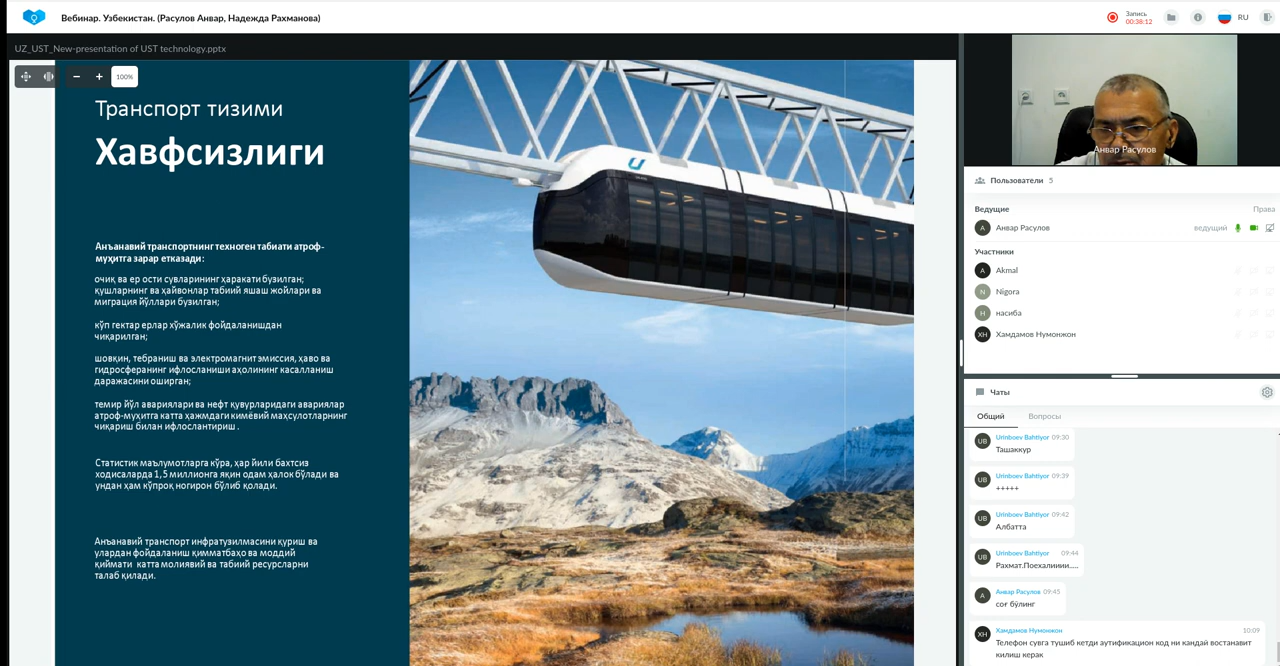 Вебинар. Узбекистан. (Расулов Анвар, Надежда Рахманова)
Запись
00:38:12
RU
UZ_UST_New-presentation of UST technology.pptx
100%
Транспорт тизими
Хавфсизлиги
Анъанавий транспортнинг техноген табиати атроф-
муҳитга зарар етказади:
очиқ ва ер ости сувларининг ҳаракати бузилган;
қушларнинг ва ҳайвонлар табиий яшаш жойлари ва
миграция йўллари бузилган;
кўп гектар ерлар хўжалик фойдаланишдан
чиқарилган;
шовқин, тебраниш ва электромагнит эмиссия, ҳаво ва
гидросферанинг ифлосланиши аҳолининг касалланиш
даражасини оширган;
темир йўл авариялари ва нефт қувурларидаги авариялар
атроф-муҳитга катта ҳажмдаги кимёвий маҳсулотларнинг
чиқариш билан ифлослантириш .
Статистик маълумотларга кўра, ҳар йили бахтсиз
ходисаларда 1,5 миллионга яқин одам ҳалок бўлади ва
ундан ҳам кўпроқ ногирон бўлиб қолади.
Анъанавий транспорт инфратузилмасини қуриш ва
улардан фойдаланиш қимматбаҳо ва моддий
қиймати катта молиявий ва табиий ресурсларни
талаб қилади.
Анвар Расулов
Пользователи 5
Ведущие Права
А Анвар Расулов ведущий
Участники
A Akmal
N Nigora
Н насиба
ХН Хамдамов Нумонжон
Чаты
Общий Вопросы
UB Urinboev Bahtiyor 09:30
Ташаккур
UB Urinboev Bahtiyor 09:39
+++++
UB Urinboev Bahtiyor 09:42
Албатта
UB Urinboev Bahtiyor 09:44
Рахмат.Поехалииии.....
А Анвар Расулов 09:45
соғ бўлинг
ХН Хамдамов Нумонжон 10:09
Телефон сувга тушиб кетди аутификацион код ни кандай востанавит
килиш керак